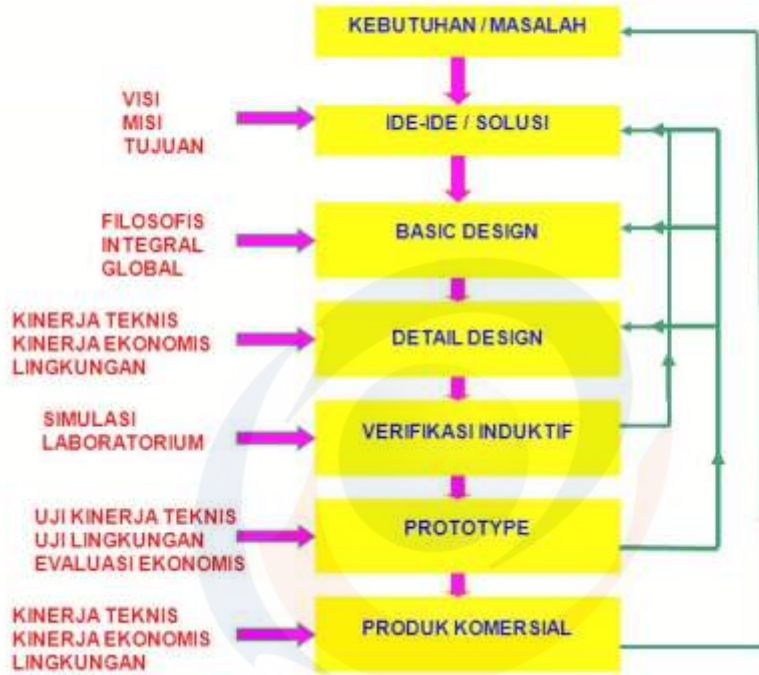 KEBUTUHAN / MASALAH
VISI
MISI
TUJUAN
IDE-IDE / SOLUSI
FILOSOFIS
INTEGRAL
GLOBAL
BASIC DESIGN
KINERJA TEKNIS
KINERJA EKONOMIS
LINGKUNGAN
DETAIL DESIGN
SIMULASI
LABORATORIUM
VERIFIKASI INDUKTIF
UJI KINERJA TEKNIS
UJI LINGKUNGAN
EVALUASI EKONOMIS
PROTOTYPE
KINERJA TEKNIS
KINERJA EKONOMIS
LINGKUNGAN
PRODUK KOMERSIAL